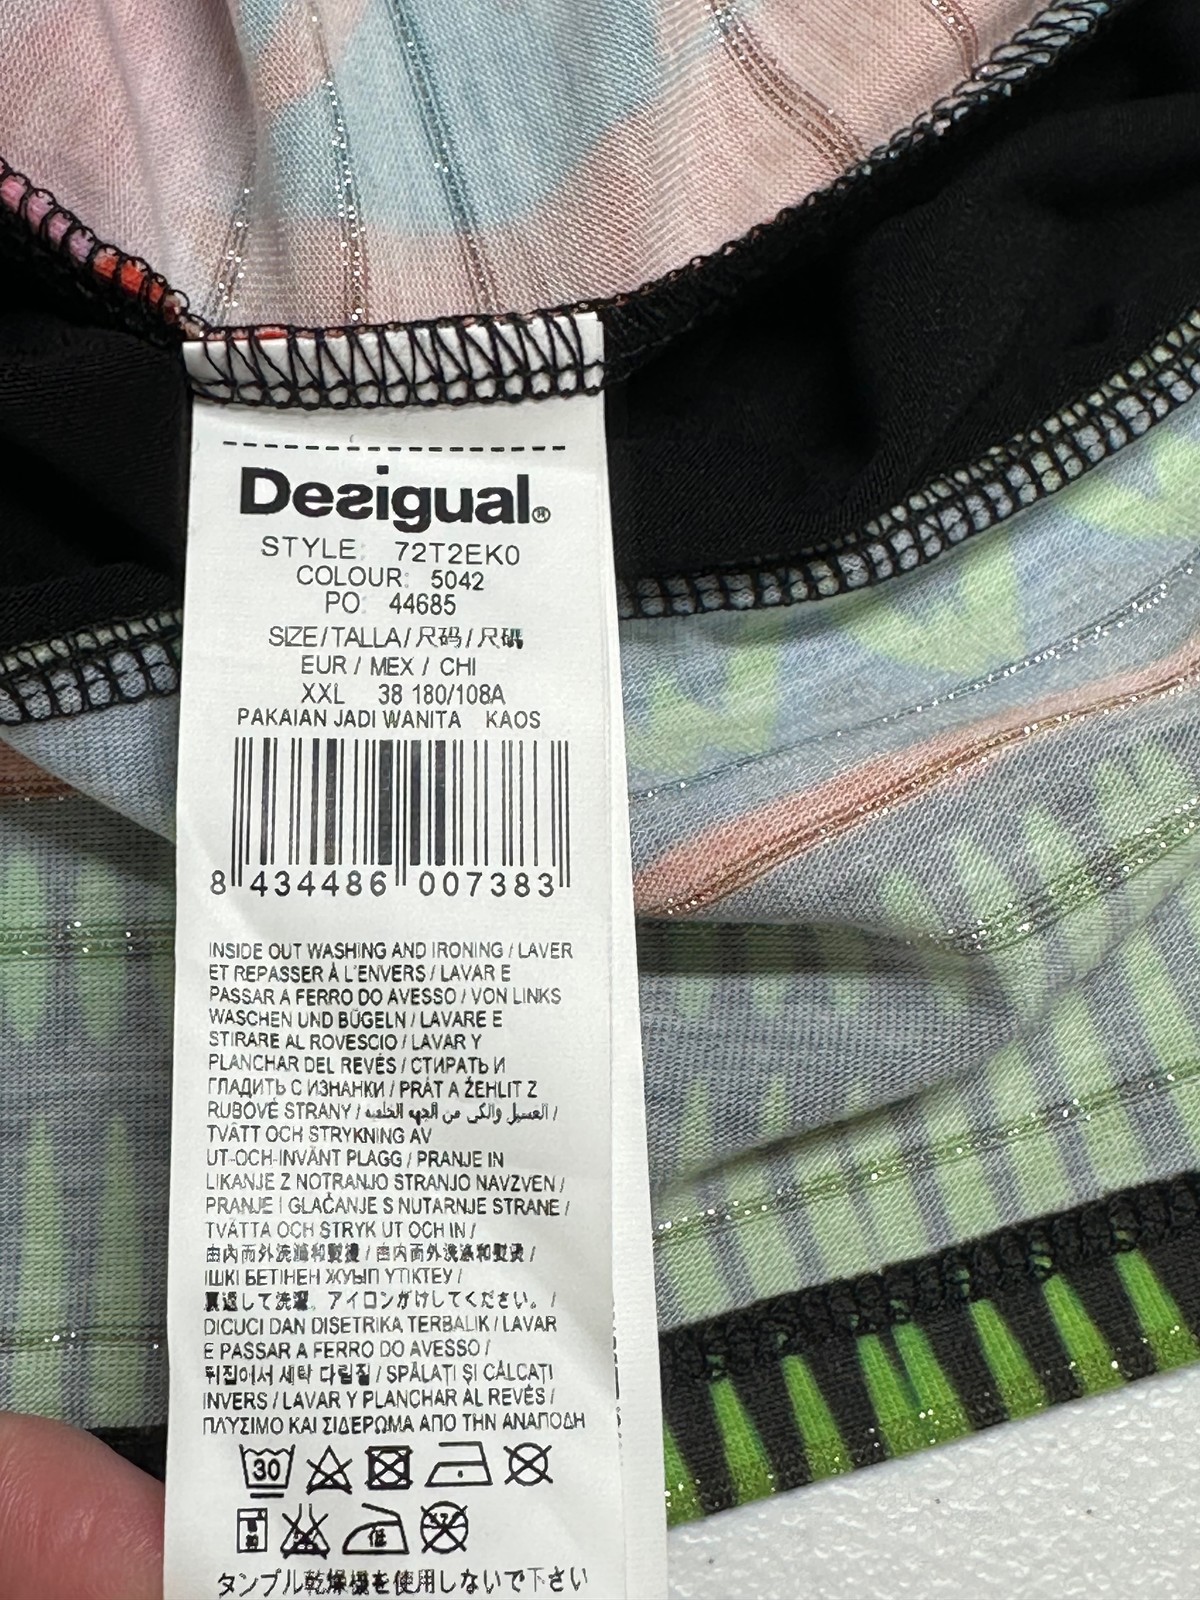 Desigual®
STYLE: 72T2EK0
COLOUR: 5042
PO: 44685
SIZE/TALLA/尺码/尺碼
EUR / MEX / CHI
XXL 38 180/108A
PAKAIAN JADI WANITA KAOS
8 434486 007383
INSIDE OUT WASHING AND IRONING / LAVER
ET REPASSER À L'ENVERS / LAVAR E
PASSAR A FERRO DO AVESSO / VON LINKS
WASCHEN UND BÜGELN / LAVARE E
STIRARE AL ROVESCIO / LAVAR Y
PLANCHAR DEL REVÉS / СТИРАТЬ И
ГЛАДИТЬ С ИЗНАНКИ / PRÁT A ŽEHLIT Z
RUBOVÉ STRANY / الغسيل والكى من الجهه الخلفيه /
TVÄTT OCH STRYKNING AV
UT-OCH-INVÄNT PLAGG / PRANJE IN
LIKANJE Z NOTRANJO STRANJO NAVZVEN /
PRANJE I GLAČANJE S NUTARNJE STRANE /
TVÄTTA OCH STRYK UT OCH IN /
由內而外洗滌和熨燙 / 由内而外洗涤和熨烫 /
ІШКІ БЕТІНЕН ЖУЫП ҮТІКТЕУ /
裏返して洗濯、アイロンがけしてください。 /
DICUCI DAN DISETRIKA TERBALIK / LAVAR
E PASSAR A FERRO DO AVESSO /
뒤집어서 세탁 다림질 / SPĂLAȚI ȘI CĂLCAȚI
INVERS / LAVAR Y PLANCHAR AL REVÉS /
ΠΛΥΣΙΜΟ ΚΑΙ ΣΙΔΕΡΩΜΑ ΑΠΟ ΤΗΝ ΑΝΑΠΟΔΗ
30
低
タンブル乾燥機を使用しないで下さい